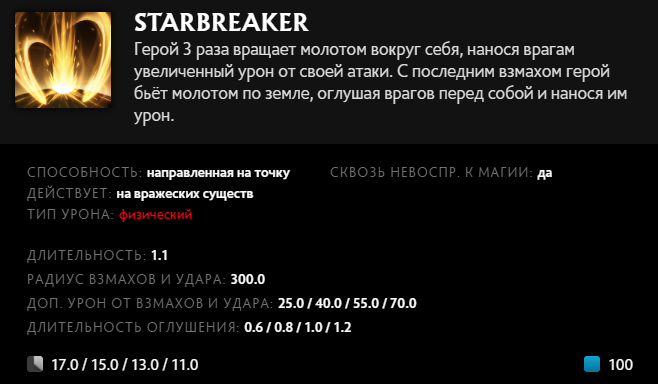 STARBREAKER
Герой 3 раза вращает молотом вокруг себя, нанося врагам
увеличенный урон от своей атаки. С последним взмахом герой
бьёт молотом по земле, оглушая врагов перед собой и нанося им
урон.
СПОСОБНОСТЬ: направленная на точку СКВОЗЬ НЕВОСПР. К МАГИИ: да
ДЕЙСТВУЕТ: на вражеских существ
ТИП УРОНА: физический
ДЛИТЕЛЬНОСТЬ: 1.1
РАДИУС ВЗМАХОВ И УДАРА: 300.0
ДОП. УРОН ОТ ВЗМАХОВ И УДАРА: 25.0 / 40.0 / 55.0 / 70.0
ДЛИТЕЛЬНОСТЬ ОГЛУШЕНИЯ: 0.6 / 0.8 / 1.0 / 1.2
17.0 / 15.0 / 13.0 / 11.0 100